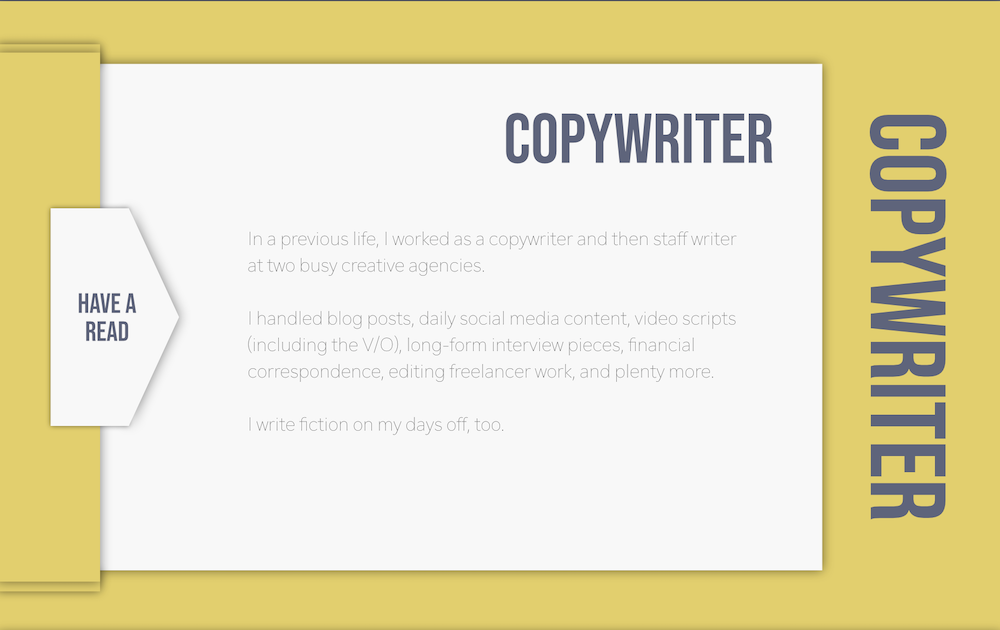 COPYWRITER
In a previous life, I worked as a copywriter and then staff writer
at two busy creative agencies.
I handled blog posts, daily social media content, video scripts
(including the V/O), long-form interview pieces, financial
correspondence, editing freelancer work, and plenty more.
I write fiction on my days off, too.
HAVE A
READ
COPYWRITER